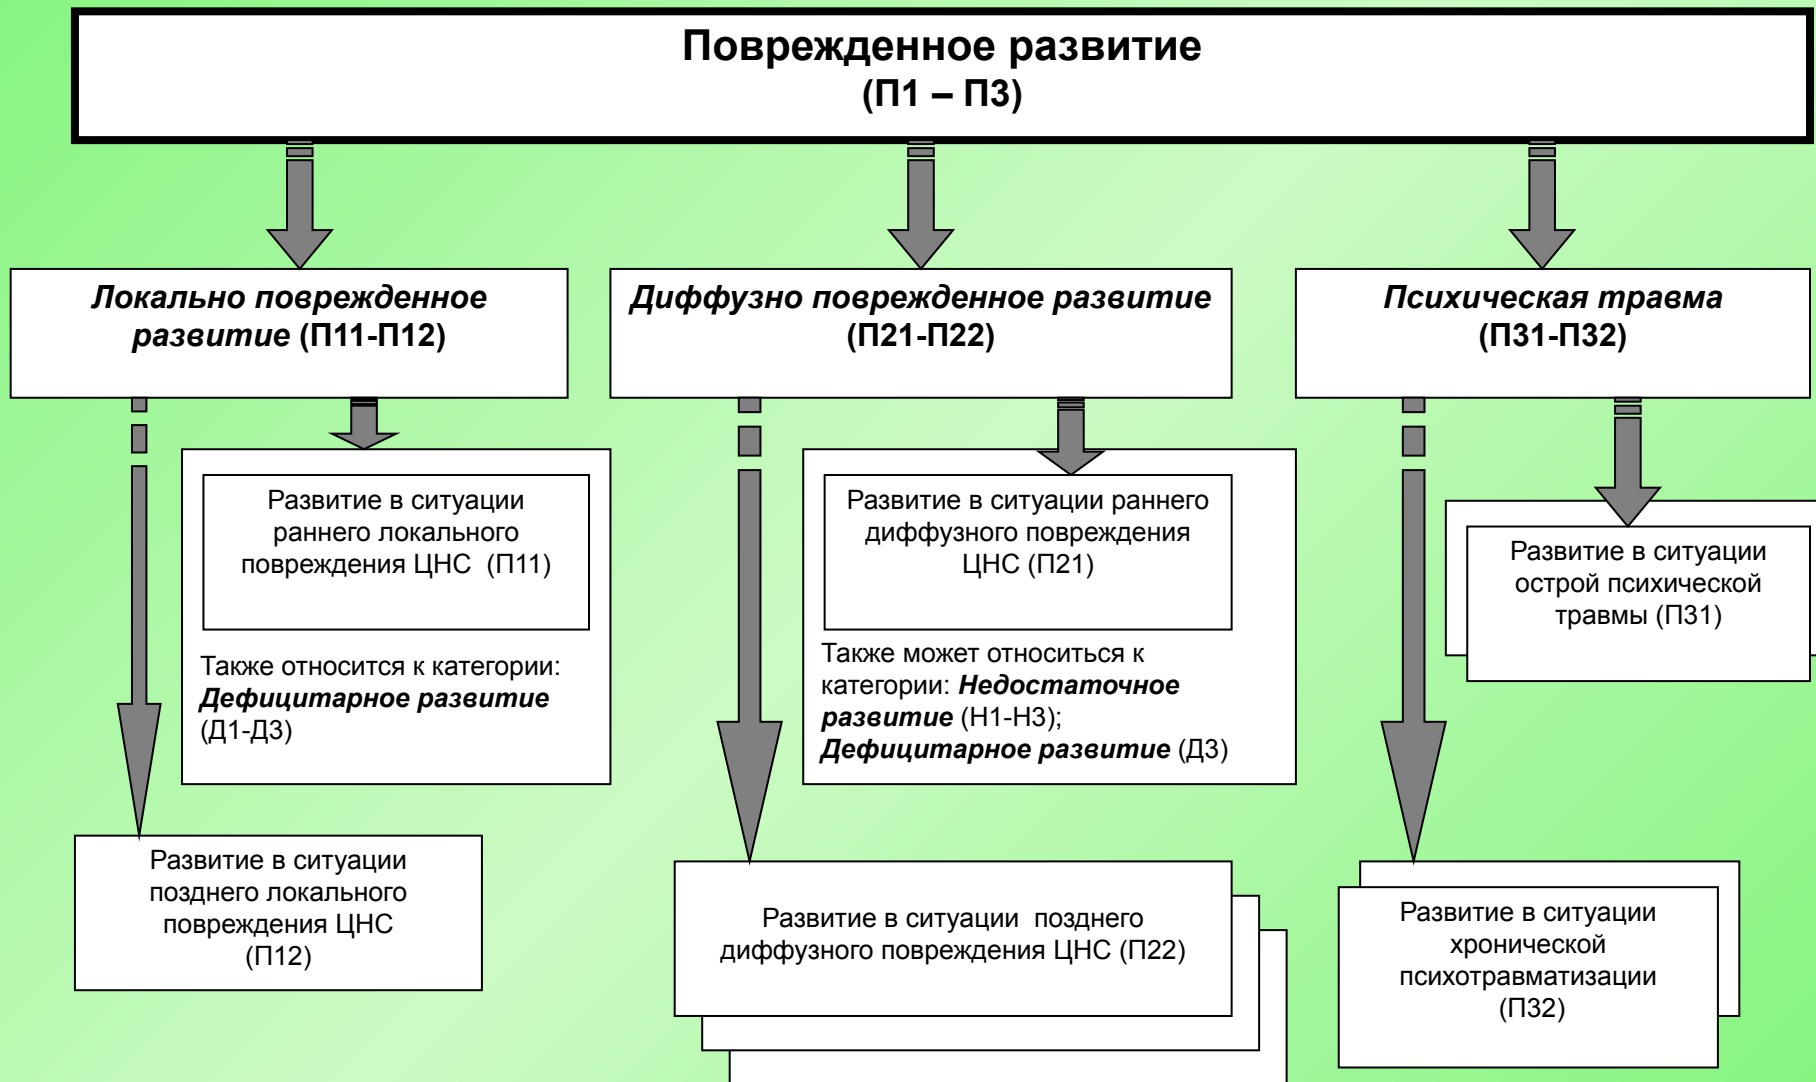 Поврежденное развитие
(П1 – П3)
Локально поврежденное
развитие (П11-П12)
Диффузно поврежденное развитие
(П21-П22)
Психическая травма
(П31-П32)
Развитие в ситуации
раннего локального
повреждения ЦНС (П11)
Также относится к категории:
Дефицитарное развитие
(Д1-Д3)
Развитие в ситуации раннего
диффузного повреждения
ЦНС (П21)
Также может относиться к
категории: Недостаточное
развитие (Н1-Н3);
Дефицитарное развитие (Д3)
Развитие в ситуации
острой психической
травмы (П31)
Развитие в ситуации
позднего локального
повреждения ЦНС
(П12)
Развитие в ситуации позднего
диффузного повреждения ЦНС (П22)
Развитие в ситуации
хронической
психотравматизации
(П32)